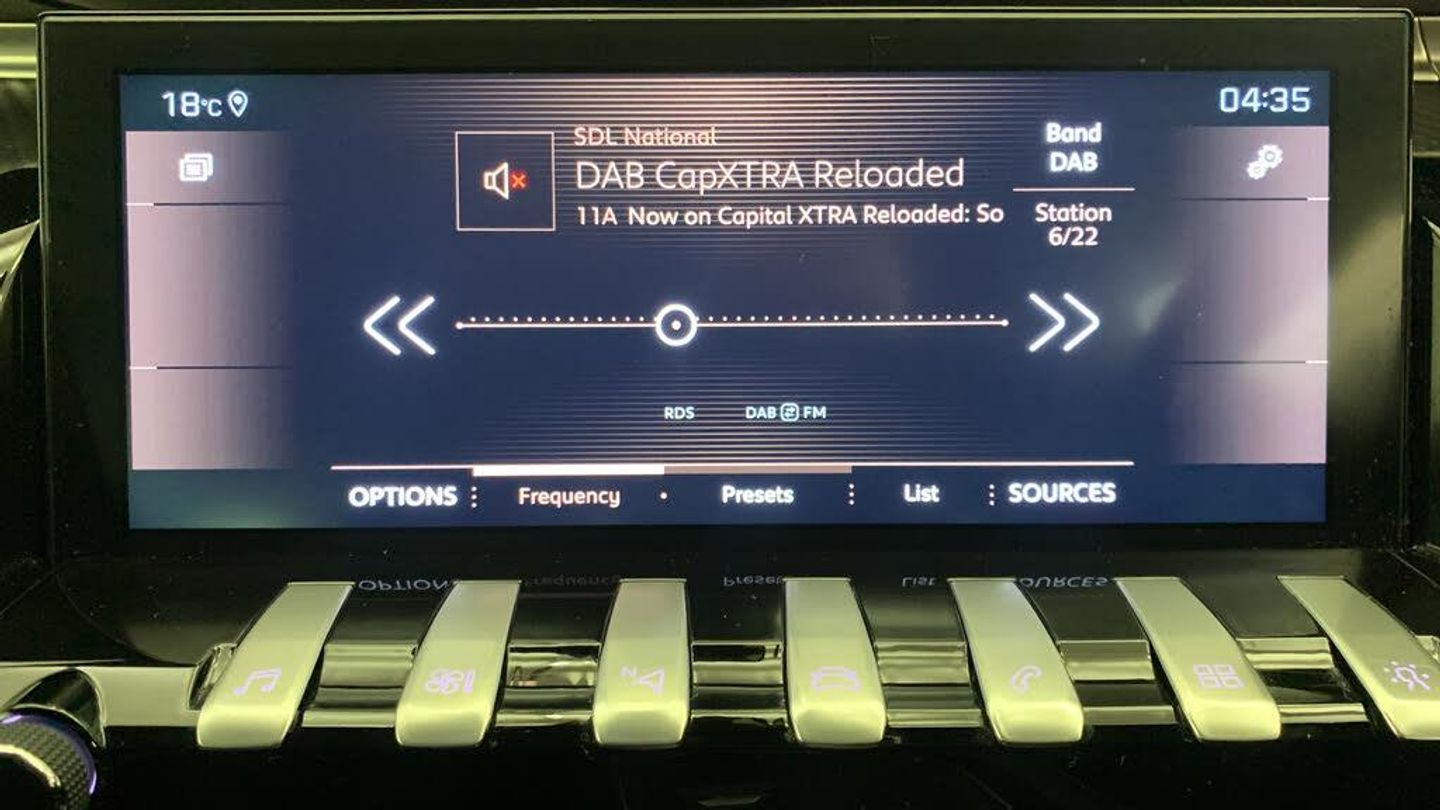 18°C
04:35
SDL National
DAB CapXTRA Reloaded
11A Now on Capital XTRA Reloaded: So
Band
DAB
Station
6/22
RDS
DAB FM
OPTIONS
Frequency
Presets
List
SOURCES
N